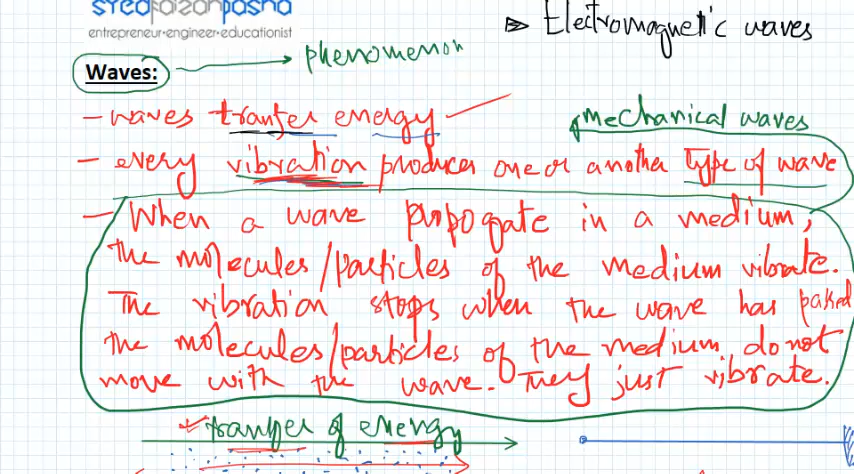 syedfaizanpasha
entrepreneur•engineer•educationist
➢ Electromagnetic waves
Waves: → phenomenon
– waves tranfer energy
mechanical waves
– every vibration produces one or another type of wave
– When a wave propogate in a medium,
the molecules/particles of the medium vibrate.
The vibration stops when the wave has
the molecules/particles of the medium do not
move with the wave. They just vibrate.
transfer of energy